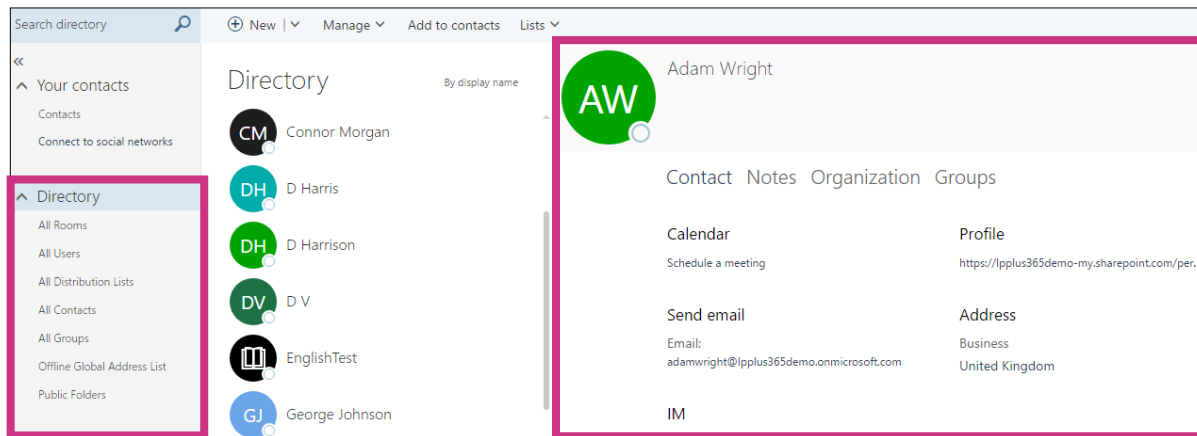 Search directory
New
Manage
Add to contacts
Lists
«
Your contacts
Contacts
Connect to social networks
Directory
All Rooms
All Users
All Distribution Lists
All Contacts
All Groups
Offline Global Address List
Public Folders
Directory
By display name
CM
Connor Morgan
DH
D Harris
DH
D Harrison
DV
D V
EnglishTest
GJ
George Johnson
AW
Adam Wright
Contact Notes Organization Groups
Calendar
Schedule a meeting
Profile
https://lpplus365demo-my.sharepoint.com/per.
Send email
Email:
adamwright@lpplus365demo.onmicrosoft.com
Address
Business
United Kingdom
IM